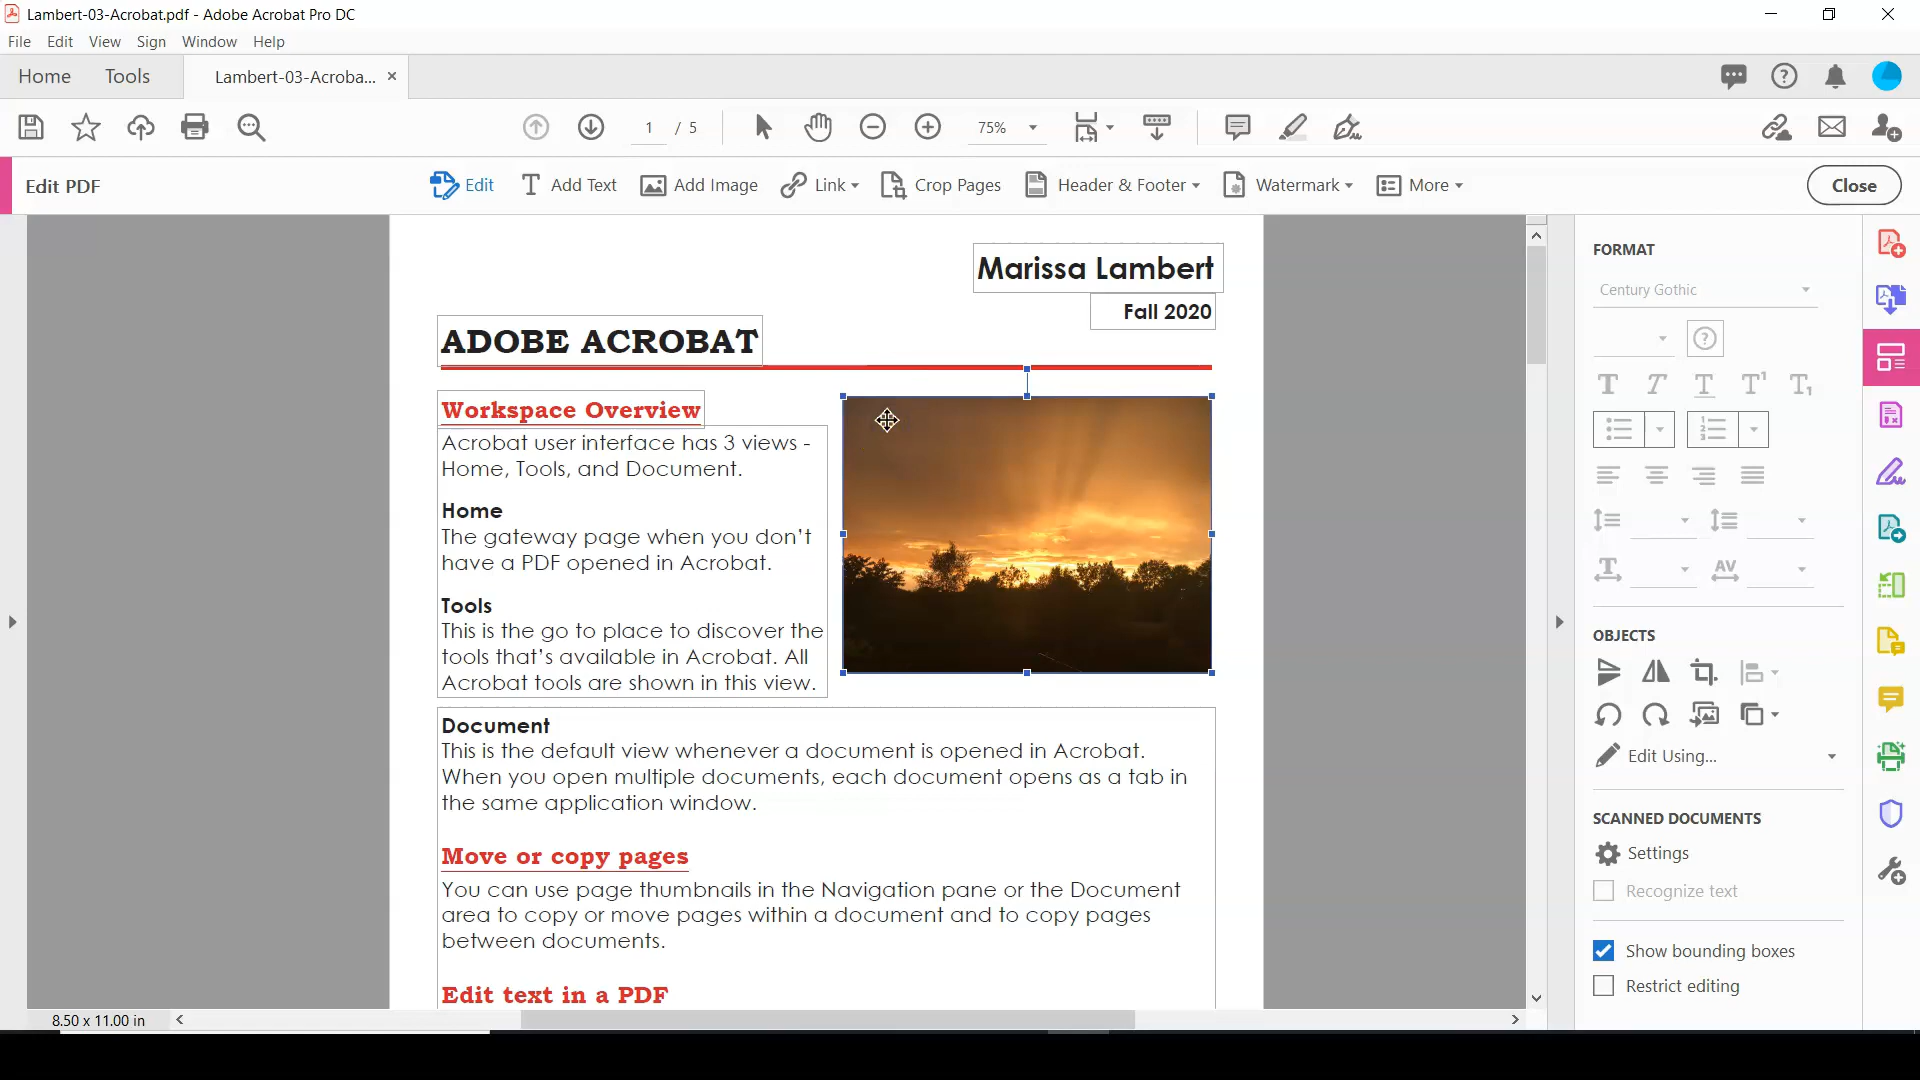 Lambert-03-Acrobat.pdf - Adobe Acrobat Pro DC
File Edit View Sign Window Help
Home Tools Lambert-03-Acroba... ×
1 / 5 75%
Edit PDF Edit Add Text Add Image Link Crop Pages Header & Footer Watermark More Close
Marissa Lambert
Fall 2020
ADOBE ACROBAT
Workspace Overview
Acrobat user interface has 3 views -
Home, Tools, and Document.
Home
The gateway page when you don’t
have a PDF opened in Acrobat.
Tools
This is the go to place to discover the
tools that’s available in Acrobat. All
Acrobat tools are shown in this view.
Document
This is the default view whenever a document is opened in Acrobat.
When you open multiple documents, each document opens as a tab in
the same application window.
Move or copy pages
You can use page thumbnails in the Navigation pane or the Document
area to copy or move pages within a document and to copy pages
between documents.
Edit text in a PDF
8.50 x 11.00 in
FORMAT
Century Gothic
OBJECTS
Edit Using...
SCANNED DOCUMENTS
Settings
Recognize text
Show bounding boxes
Restrict editing